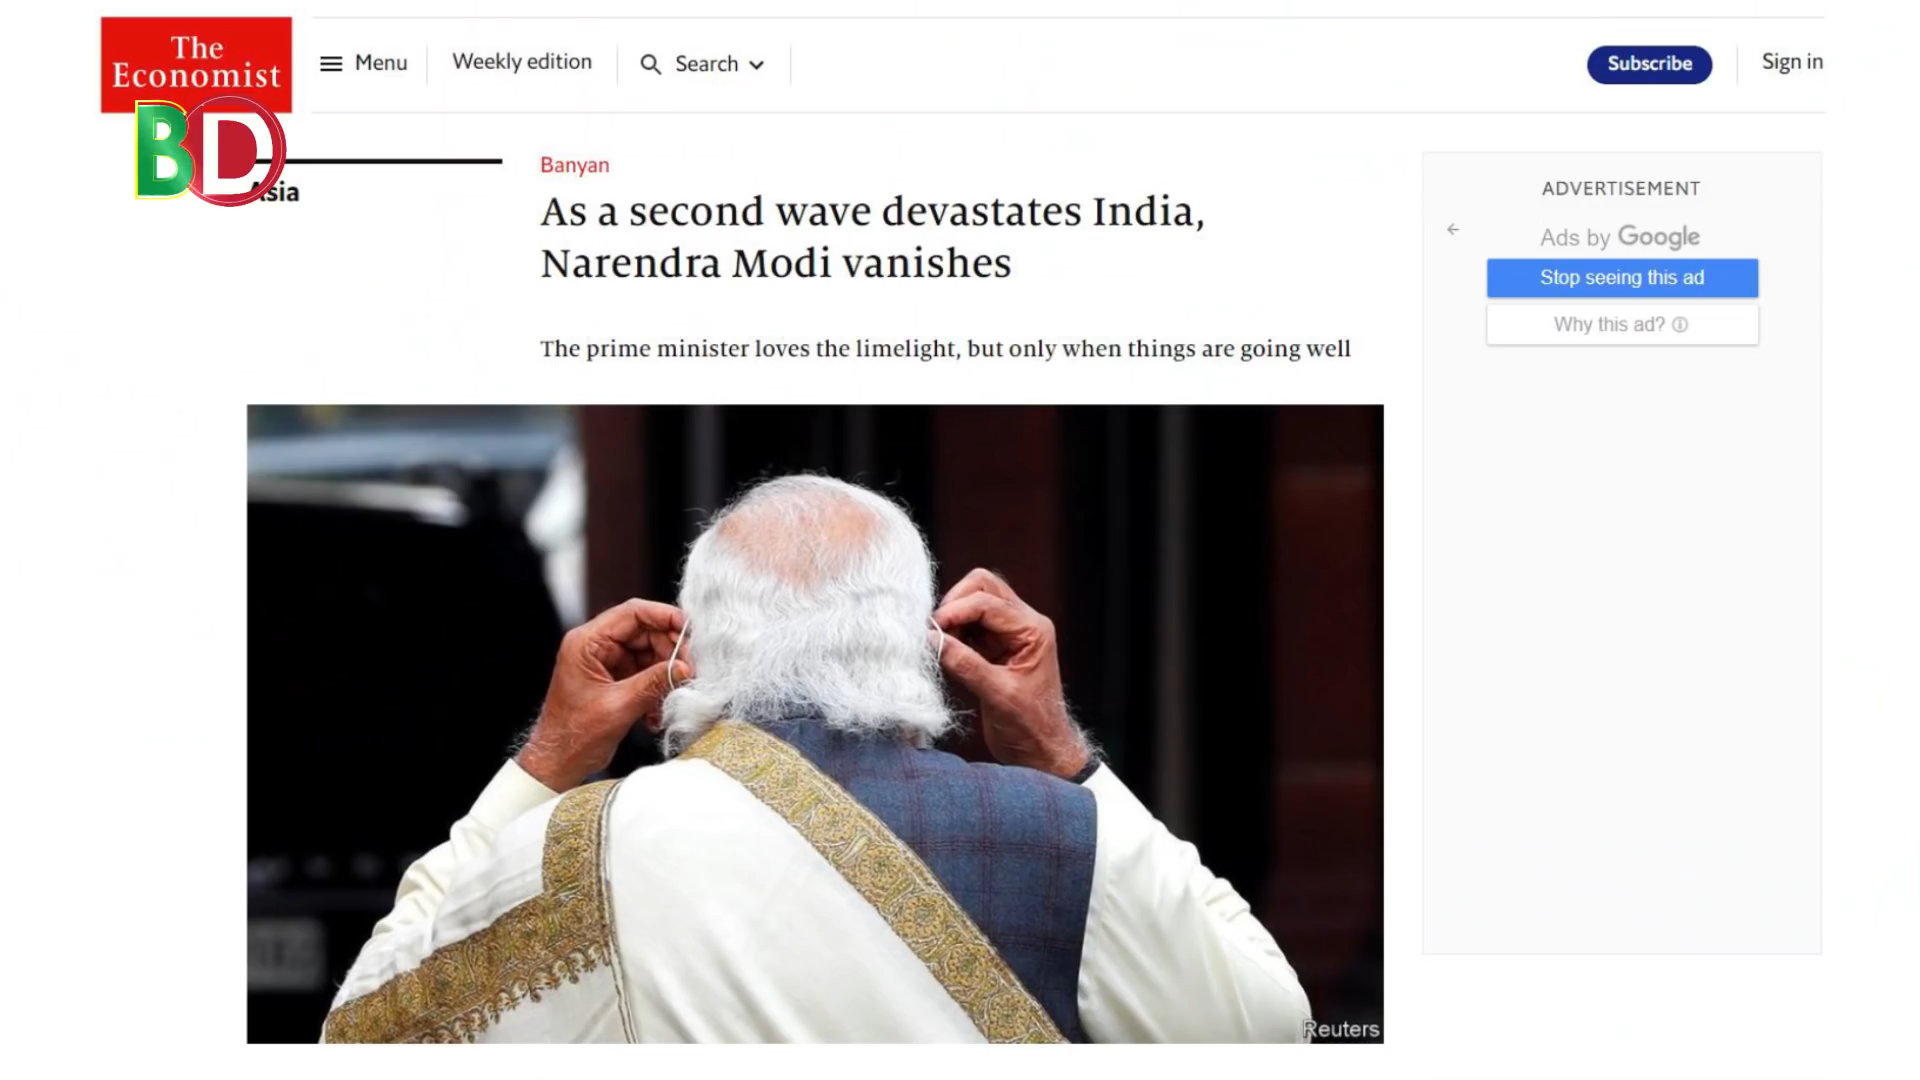 The
Economist
Menu
Weekly edition
Search
Subscribe
Sign in
BD
Asia
Banyan
As a second wave devastates India,
Narendra Modi vanishes
The prime minister loves the limelight, but only when things are going well
ADVERTISEMENT
Ads by Google
Stop seeing this ad
Why this ad?
Reuters